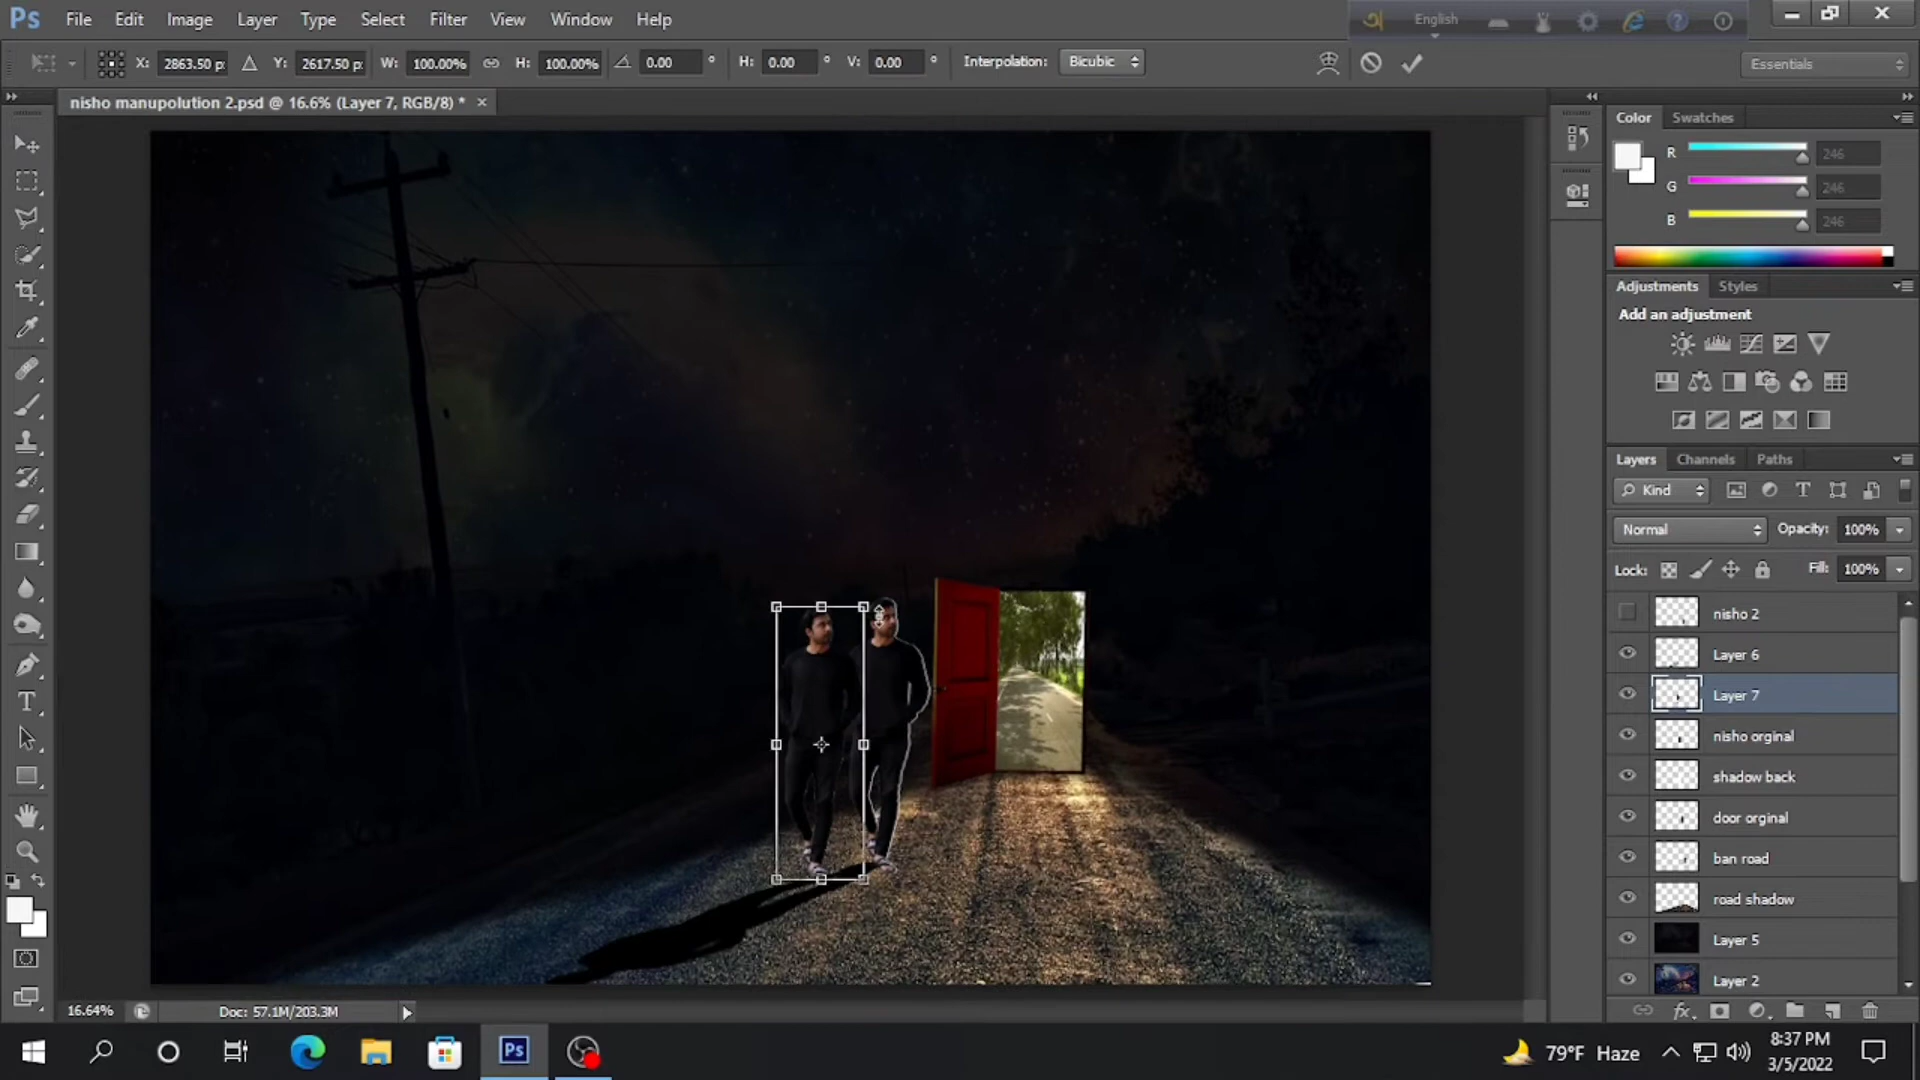 Ps File Edit Image Layer Type Select Filter View Window Help
অ English
X: 2863.50 p: Y: 2617.50 p: W: 100.00% H: 100.00% 0.00 ° H: 0.00 ° V: 0.00 ° Interpolation: Bicubic
Essentials
nisho manupolution 2.psd @ 16.6% (Layer 7, RGB/8) * ×
Color Swatches
R 246
G 246
B 246
Adjustments Styles
Add an adjustment
Layers Channels Paths
Kind
Normal Opacity: 100%
Lock: Fill: 100%
nisho 2
Layer 6
Layer 7
nisho orginal
shadow back
door orginal
ban road
road shadow
Layer 5
Layer 2
16.64% Doc: 57.1M/203.3M
fx
Ps
79°F Haze
8:37 PM
3/5/2022